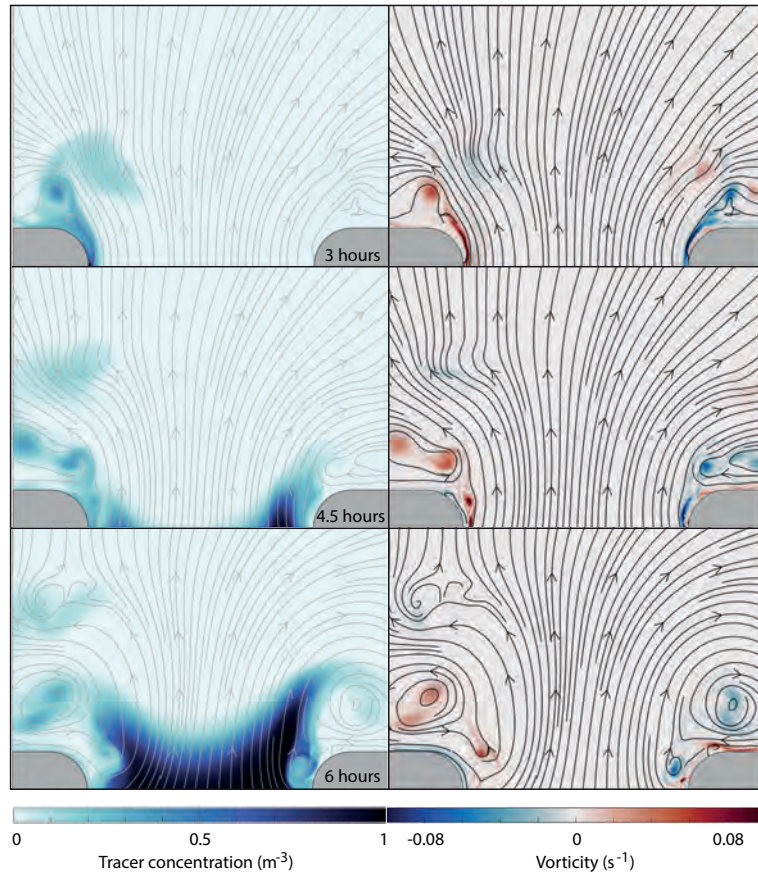 3 hours
4.5 hours
6 hours
0 0.5 1 -0.08 0 0.08
Tracer concentration (m-3) Vorticity (s-1)